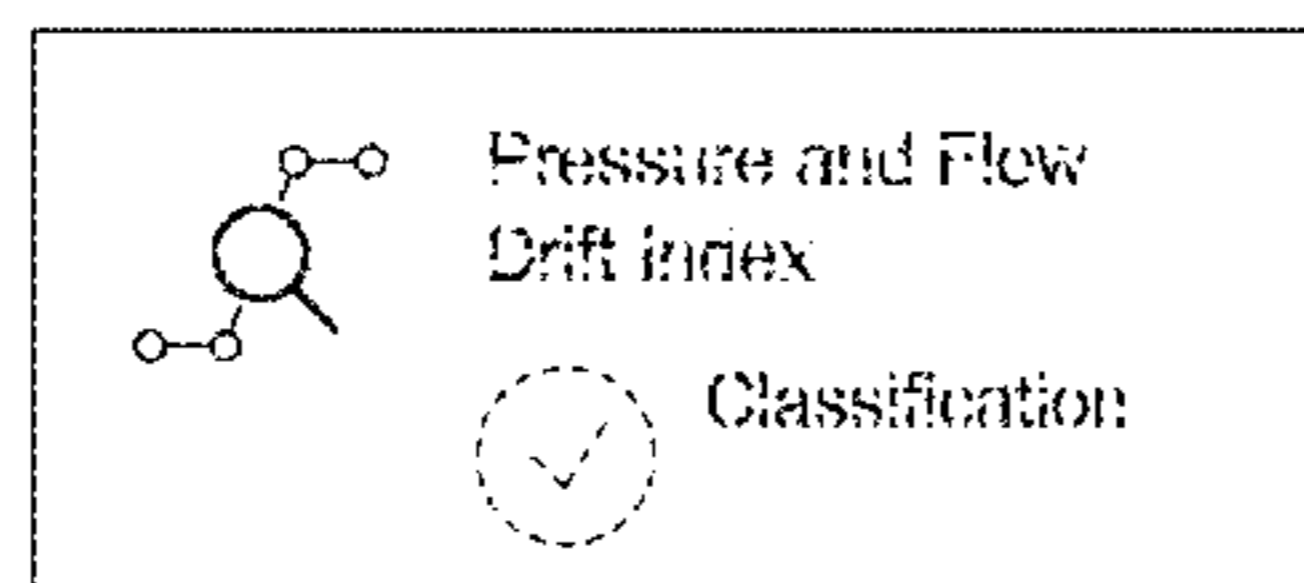 Pressure and Flow
Drift index
Classification